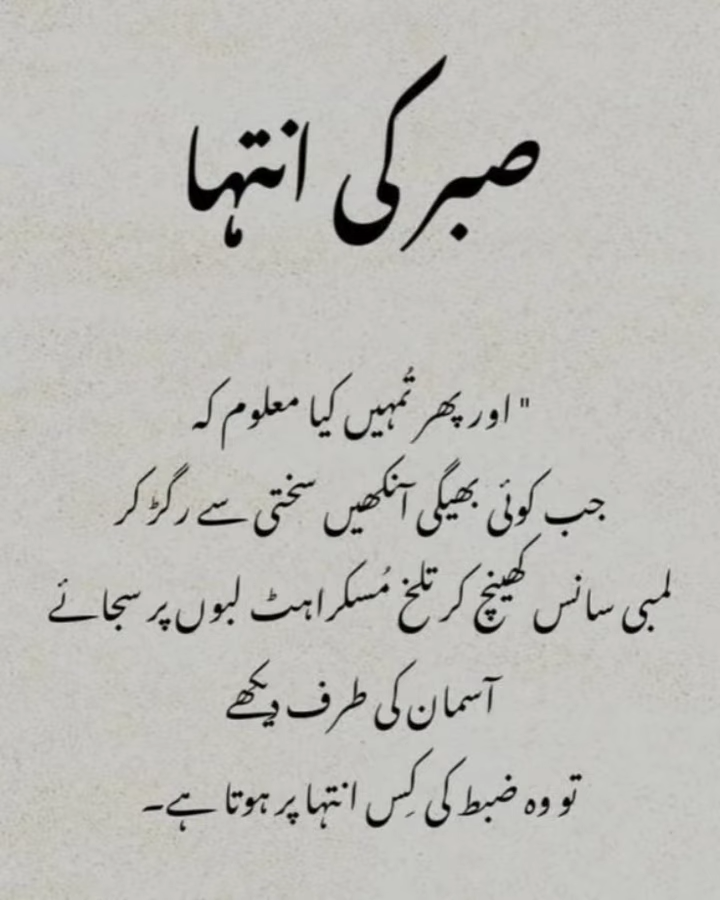 صبر کی انتہا
" اور پھر تُمہیں کیا معلوم کہ
جب کوئی بھیگی آنکھیں سختی سے رگڑ کر
لمبی سانس کھینچ کر تلخ مُسکراہٹ لبوں پر سجائے
آسمان کی طرف دیکھے
تو وہ ضبط کی کِس انتہا پر ہوتا ہے۔